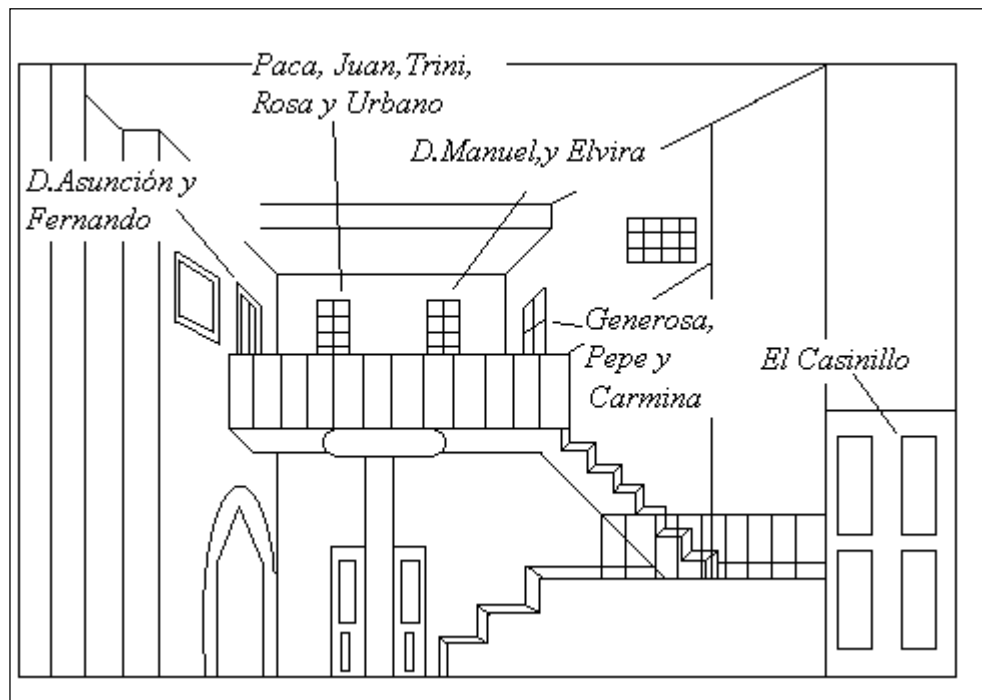 Paca, Juan,Trini,
Rosa y Urbano
D.Manuel,y Elvira
D.Asunción y
Fernando
Generosa,
Pepe y
Carmina
El Casinillo